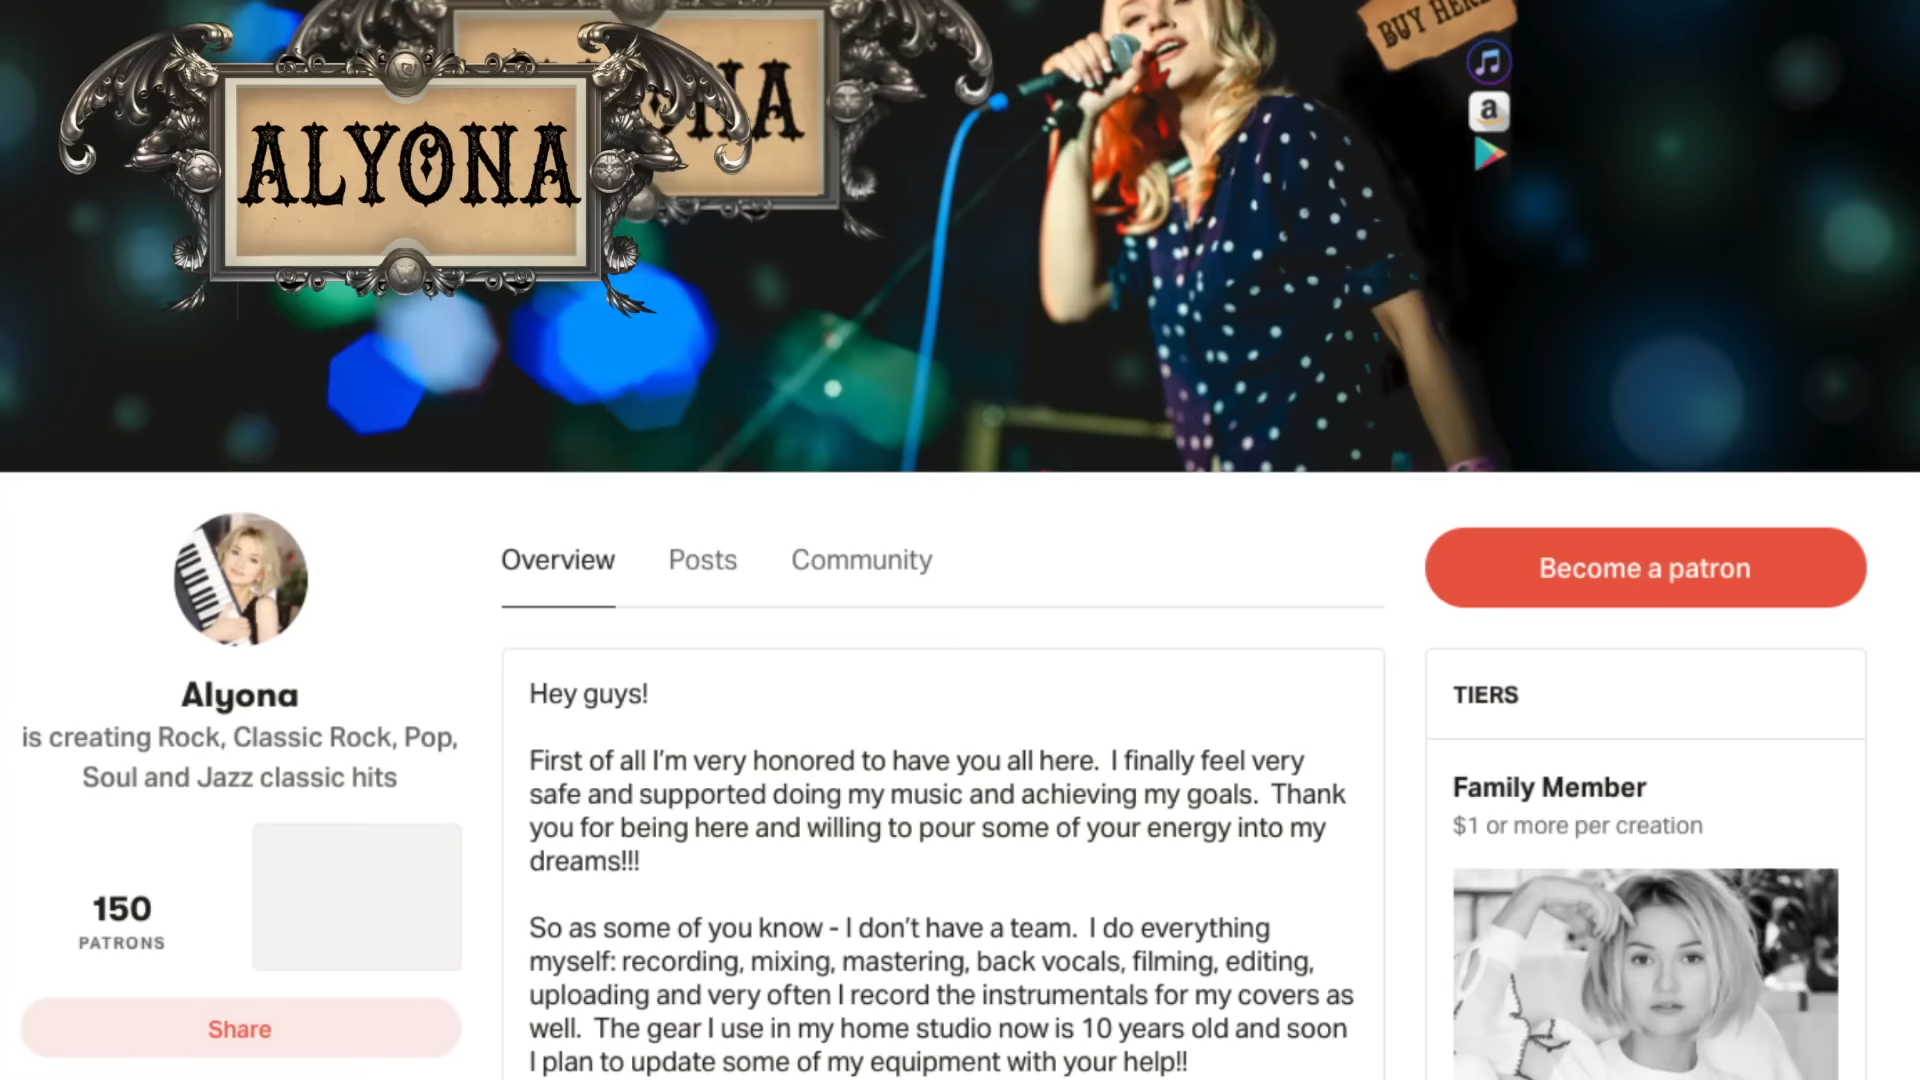 ALYONA
NA
BUY HERE
a
Overview
Posts
Community
Become a patron
Alyona
is creating Rock, Classic Rock, Pop,
Soul and Jazz classic hits
150
PATRONS
Share
Hey guys!
First of all I’m very honored to have you all here.  I finally feel very
safe and supported doing my music and achieving my goals.  Thank
you for being here and willing to pour some of your energy into my
dreams!!!
So as some of you know - I don’t have a team.  I do everything
myself: recording, mixing, mastering, back vocals, filming, editing,
uploading and very often I record the instrumentals for my covers as
well.  The gear I use in my home studio now is 10 years old and soon
I plan to update some of my equipment with your help!!
TIERS
Family Member
$1 or more per creation